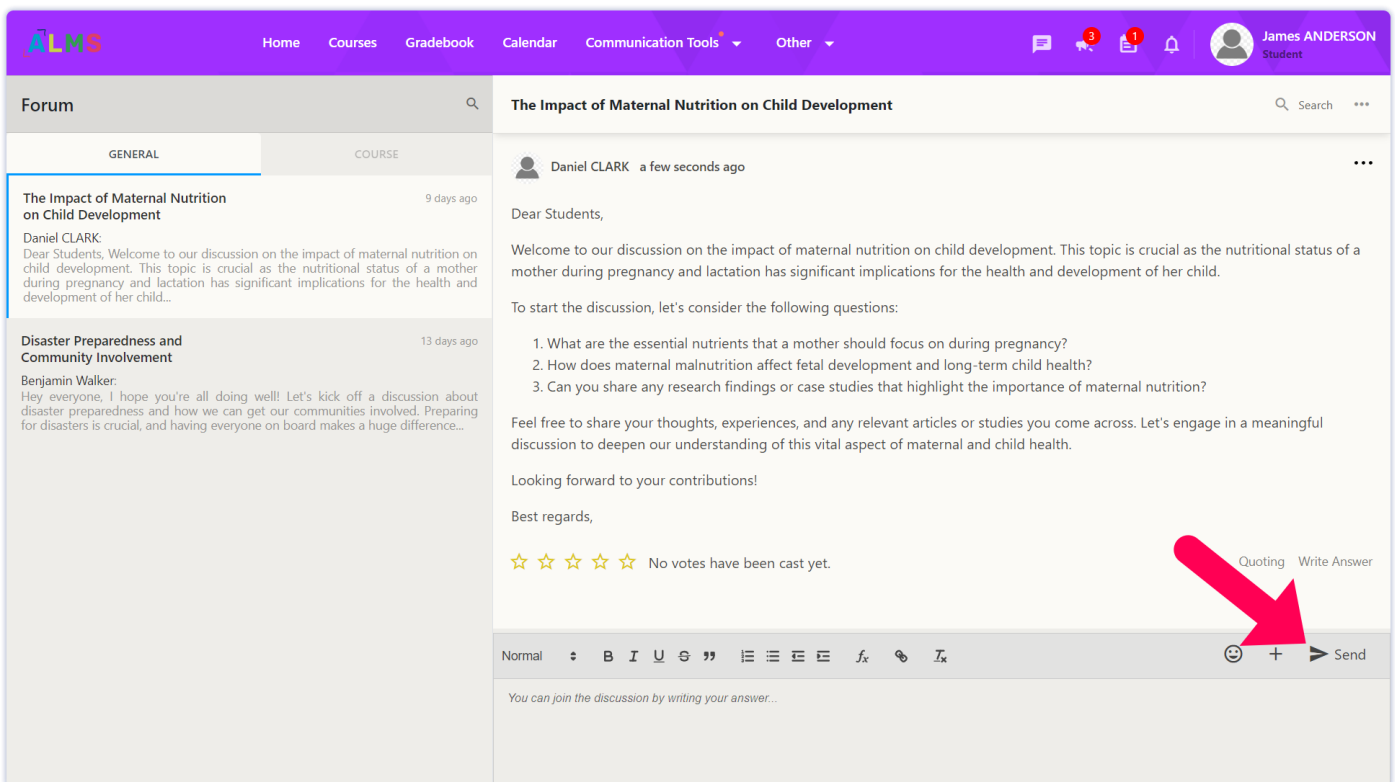 ALMS
Home Courses Gradebook Calendar Communication Tools Other
3
1
James ANDERSON
Student
Forum
GENERAL COURSE
The Impact of Maternal Nutrition
on Child Development
9 days ago
Daniel CLARK:
Dear Students, Welcome to our discussion on the impact of maternal nutrition on
child development. This topic is crucial as the nutritional status of a mother
during pregnancy and lactation has significant implications for the health and
development of her child...
Disaster Preparedness and
Community Involvement
13 days ago
Benjamin Walker:
Hey everyone, I hope you're all doing well! Let's kick off a discussion about
disaster preparedness and how we can get our communities involved. Preparing
for disasters is crucial, and having everyone on board makes a huge difference...
The Impact of Maternal Nutrition on Child Development
Search
Daniel CLARK a few seconds ago
Dear Students,
Welcome to our discussion on the impact of maternal nutrition on child development. This topic is crucial as the nutritional status of a
mother during pregnancy and lactation has significant implications for the health and development of her child.
To start the discussion, let's consider the following questions:
1. What are the essential nutrients that a mother should focus on during pregnancy?
2. How does maternal malnutrition affect fetal development and long-term child health?
3. Can you share any research findings or case studies that highlight the importance of maternal nutrition?
Feel free to share your thoughts, experiences, and any relevant articles or studies you come across. Let's engage in a meaningful
discussion to deepen our understanding of this vital aspect of maternal and child health.
Looking forward to your contributions!
Best regards,
No votes have been cast yet.
Quoting Write Answer
Normal B I U S fx Tx
Send
You can join the discussion by writing your answer...